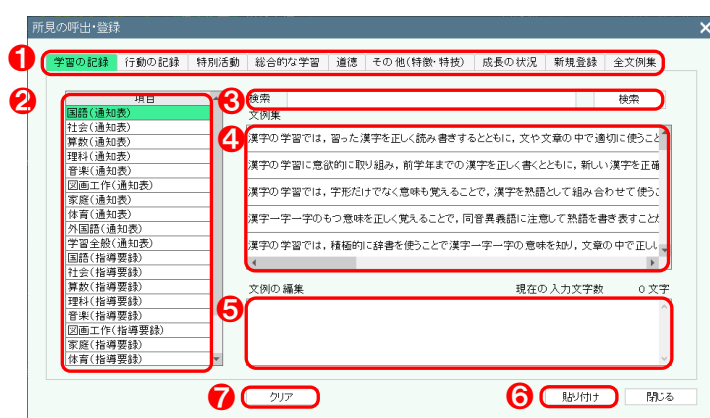 所見の呼出・登録
❶ 学習の記録 行動の記録 特別活動 総合的な学習 道徳 その他(特徴・特技) 成長の状況 新規登録 全文例集
❷ 項目
国語(通知表)
社会(通知表)
算数(通知表)
理科(通知表)
音楽(通知表)
図画工作(通知表)
家庭(通知表)
体育(通知表)
外国語(通知表)
学習全般(通知表)
国語(指導要録)
社会(指導要録)
算数(指導要録)
理科(指導要録)
音楽(指導要録)
図画工作(指導要録)
家庭(指導要録)
体育(指導要録)
❸ 検索 検索
文例集
❹ 漢字の学習では，習った漢字を正しく読み書きするとともに，文や文章の中で適切に使うこと
漢字の学習に意欲的に取り組み，前学年までの漢字を正しく書くとともに，新しい漢字を正確
漢字の学習では，字形だけでなく意味も覚えることで，漢字を熟語として組み合わせて使う
漢字一字一字のもつ意味を正しく覚えることで，同音異義語に注意して熟語を書き表すこと
漢字の学習では，積極的に辞書を使うことで漢字一字一字の意味を知り，文章の中で正し
文例の編集 現在の入力文字数 0 文字
❺
❼ クリア ❻ 貼り付け 閉じる